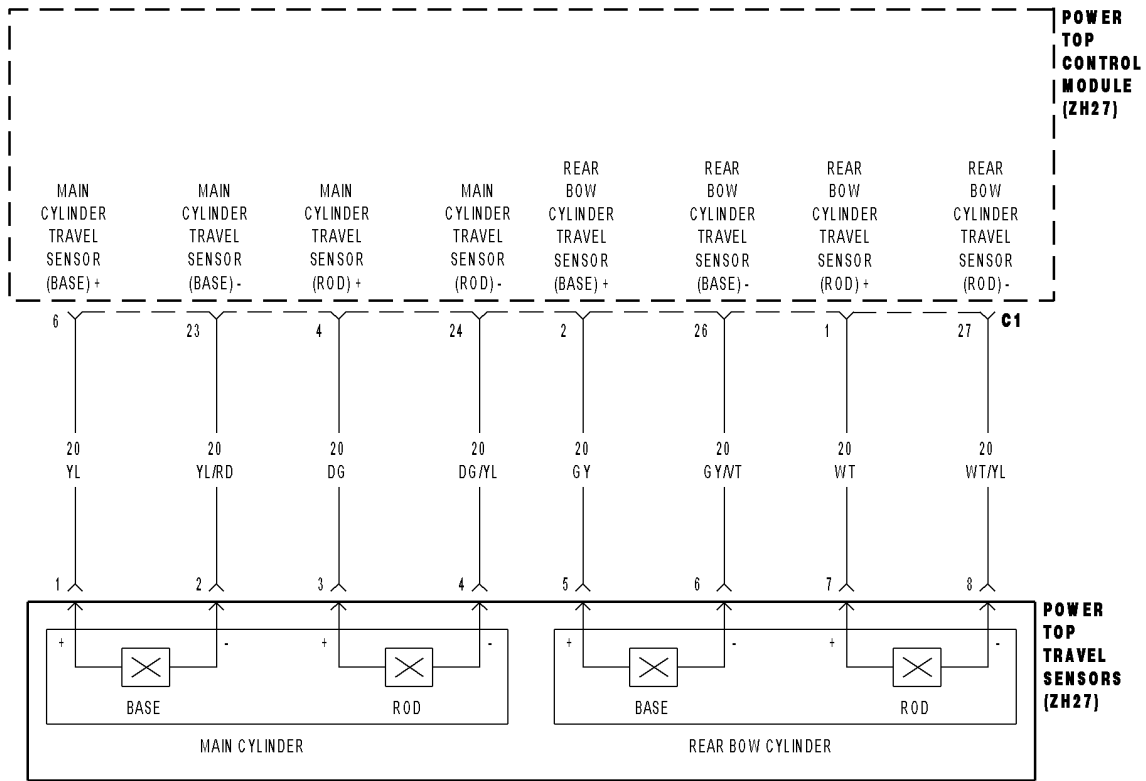 POWER
TOP
CONTROL
MODULE
(ZH27)
MAIN
CYLINDER
TRAVEL
SENSOR
(BASE) +
MAIN
CYLINDER
TRAVEL
SENSOR
(BASE) -
MAIN
CYLINDER
TRAVEL
SENSOR
(ROD) +
MAIN
CYLINDER
TRAVEL
SENSOR
(ROD) -
REAR
BOW
CYLINDER
TRAVEL
SENSOR
(BASE) +
REAR
BOW
CYLINDER
TRAVEL
SENSOR
(BASE) -
REAR
BOW
CYLINDER
TRAVEL
SENSOR
(ROD) +
REAR
BOW
CYLINDER
TRAVEL
SENSOR
(ROD) -
6 23 4 24 2 26 1 27 C1
20 20 20 20 20 20 20 20
YL YL/RD DG DG/YL GY GY/VT WT WT/YL
1 2 3 4 5 6 7 8
POWER
TOP
TRAVEL
SENSORS
(ZH27)
+ - + - + - + -
BASE ROD BASE ROD
MAIN CYLINDER REAR BOW CYLINDER